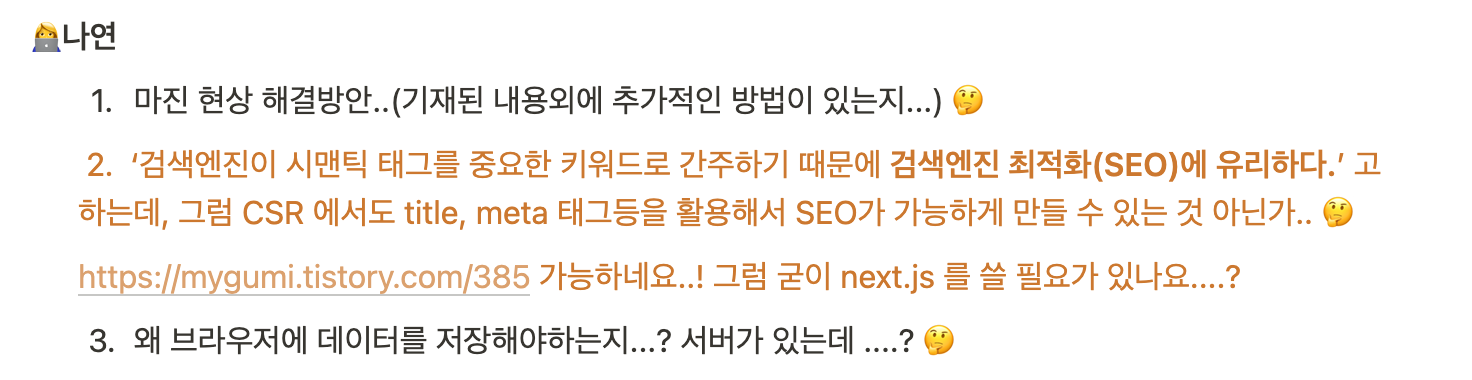 👩‍💻나연
1. 마진 현상 해결방안..(기재된 내용외에 추가적인 방법이 있는지...) 🤔
2. ‘검색엔진이 시맨틱 태그를 중요한 키워드로 간주하기 때문에 검색엔진 최적화(SEO)에 유리하다.’ 고
하는데, 그럼 CSR 에서도 title, meta 태그등을 활용해서 SEO가 가능하게 만들 수 있는 것 아닌가.. 🤔
https://mygumi.tistory.com/385 가능하네요..! 그럼 굳이 next.js 를 쓸 필요가 있나요....?
3. 왜 브라우저에 데이터를 저장해야하는지...? 서버가 있는데 ....? 🤔